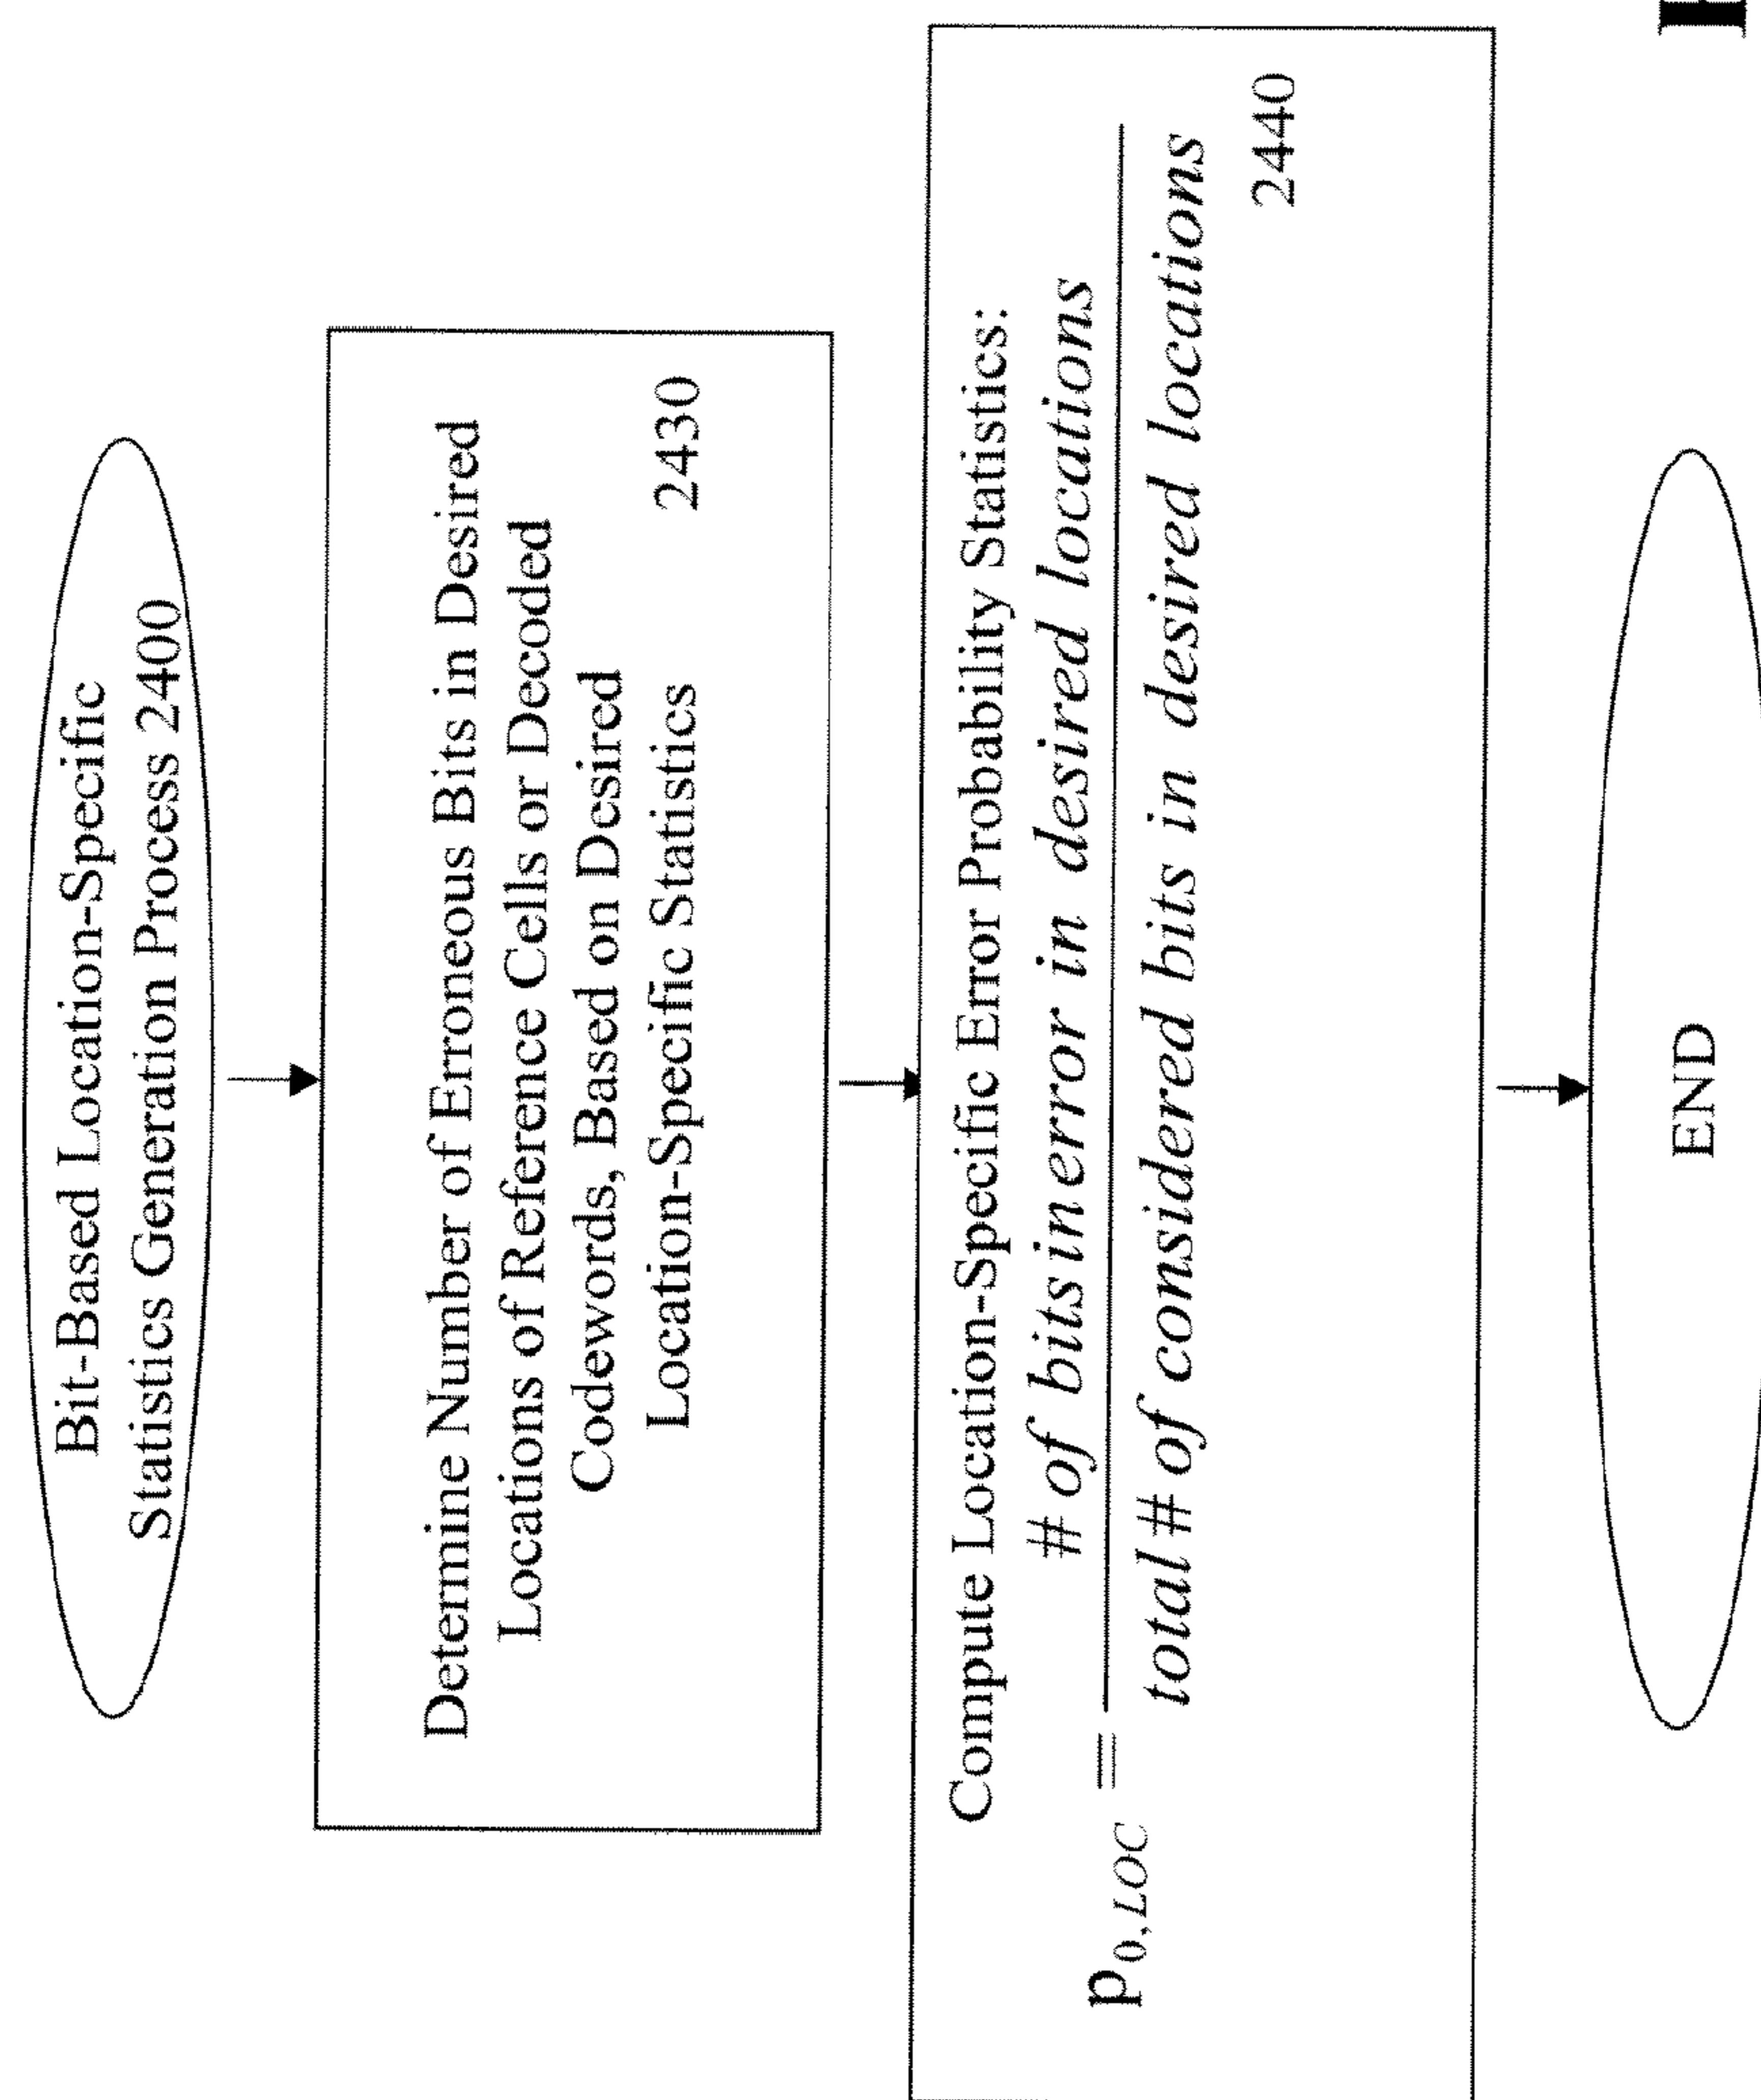 Bit-Based Location-Specific
Statistics Generation Process 2400
Determine Number of Erroneous Bits in Desired
Locations of Reference Cells or Decoded
Codewords, Based on Desired
Location-Specific Statistics 2430
Compute Location-Specific Error Probability Statistics:
# of bits in error in desired locations
p0,LOC =
total # of considered bits in desired locations
2440
END